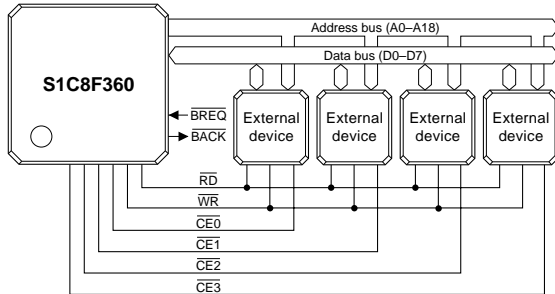 Address bus (A0–A18)
Data bus (D0–D7)
S1C8F360
BREQ
BACK
External device
External device
External device
External device
RD
WR
CE0
CE1
CE2
CE3